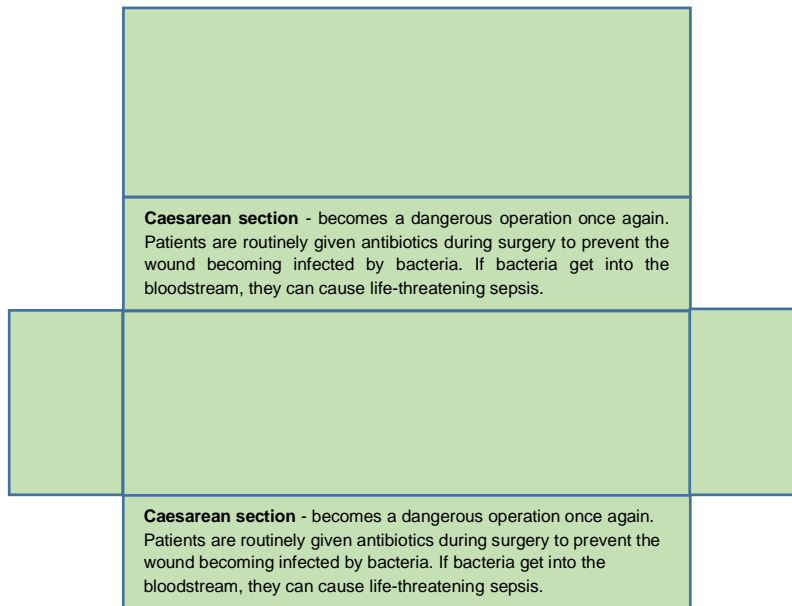 Caesarean section - becomes a dangerous operation once again.
Patients are routinely given antibiotics during surgery to prevent the
wound becoming infected by bacteria. If bacteria get into the
bloodstream, they can cause life-threatening sepsis.
Caesarean section - becomes a dangerous operation once again.
Patients are routinely given antibiotics during surgery to prevent the
wound becoming infected by bacteria. If bacteria get into the
bloodstream, they can cause life-threatening sepsis.